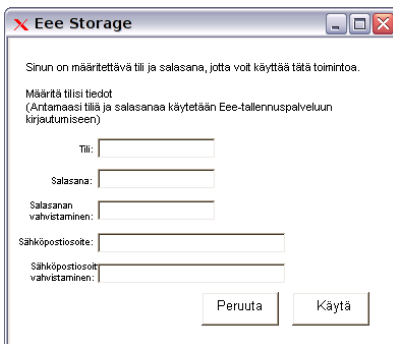 Eee Storage
Sinun on määritettävä tili ja salasana, jotta voit käyttää tätä toimintoa.
Määritä tilisi tiedot
(Antamaasi tiliä ja salasanaa käytetään Eee-tallennuspalveluun
kirjautumiseen)
Tili:
Salasana:
Salasanan
vahvistaminen:
Sähköpostiosoite:
Sähköpostiosoit
vahvistaminen:
Peruuta Käytä